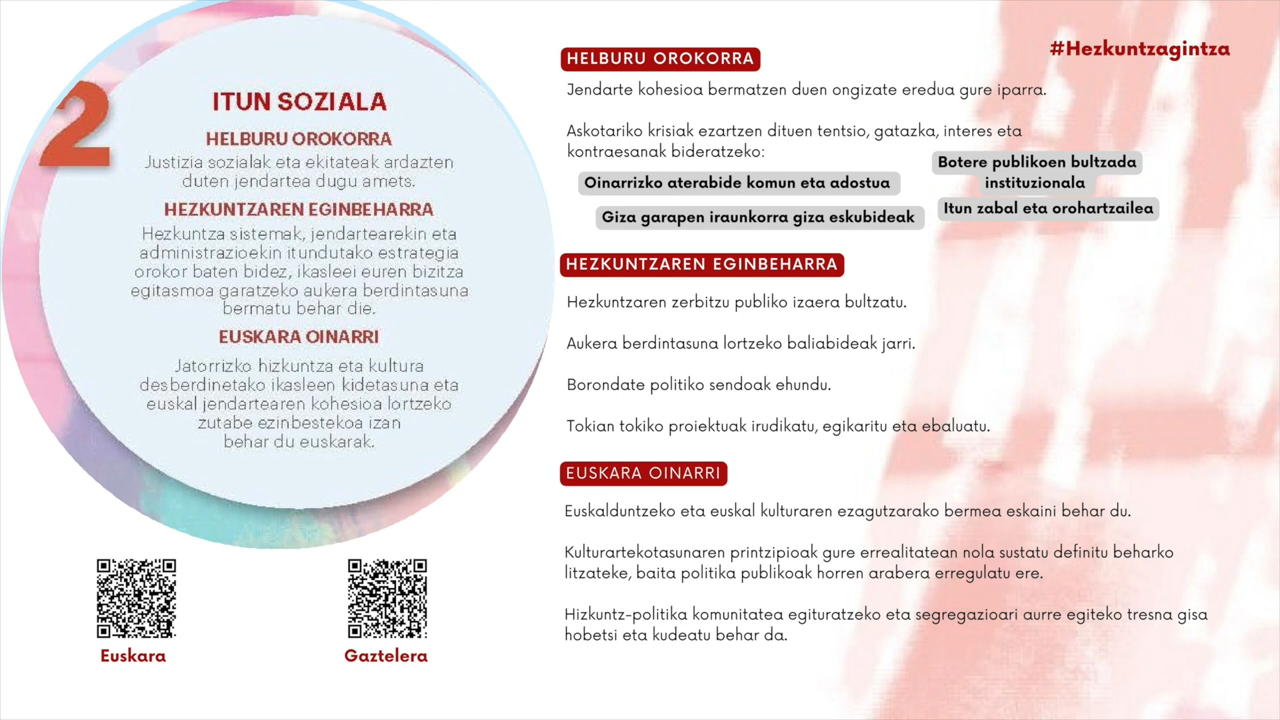 2
ITUN SOZIALA
HELBURU OROKORRA
Justizia sozialak eta ekitateak ardazten
duten jendartea dugu amets.
HEZKUNTZAREN EGINBEHARRA
Hezkuntza sistemak, jendartearekin eta
administrazioekin itundutako estrategia
orokor baten bidez, ikasleei euren bizitza
egitasmoa garatzeko aukera berdintasuna
bermatu behar die.
EUSKARA OINARRI
Jatorrizko hizkuntza eta kultura
desberdinetako ikasleen kidetasuna eta
euskal jendartearen kohesioa lortzeko
zutabe ezinbestekoa izan
behar du euskarak.
Euskara
Gaztelera
#Hezkuntzagintza
HELBURU OROKORRA
Jendarte kohesioa bermatzen duen ongizate eredua gure iparra.
Askotariko krisiak ezartzen dituen tentsio, gatazka, interes eta
kontraesanak bideratzeko:
Oinarrizko aterabide komun eta adostua
Giza garapen iraunkorra giza eskubideak
Botere publikoen bultzada
instituzionala
Itun zabal eta orohartzailea
HEZKUNTZAREN EGINBEHARRA
Hezkuntzaren zerbitzu publiko izaera bultzatu.
Aukera berdintasuna lortzeko baliabideak jarri.
Borondate politiko sendoak ehundu.
Tokian tokiko proiektuak irudikatu, egikaritu eta ebaluatu.
EUSKARA OINARRI
Euskalduntzeko eta euskal kulturaren ezagutzarako bermea eskaini behar du.
Kulturartekotasunaren printzipioak gure errealitatean nola sustatu definitu beharko
litzateke, baita politika publikoak horren arabera erregulatu ere.
Hizkuntz-politika komunitatea egituratzeko eta segregazioari aurre egiteko tresna gisa
hobetsi eta kudeatu behar da.